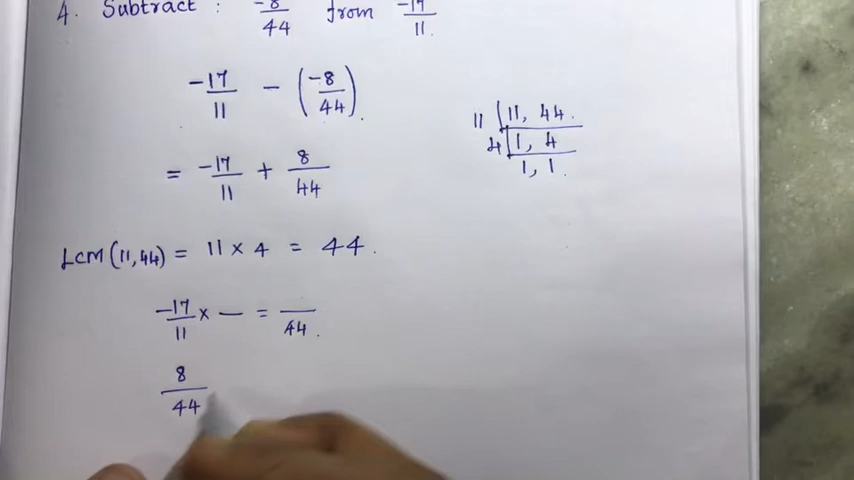 4. Subtract : -8/44 from -17/11.
-17/11 - (-8/44).
= -17/11 + 8/44
11 | 11, 44.
4 | 1, 4
1, 1.
LCM (11, 44) = 11 × 4 = 44.
-17/11 × — = —/44.
8/44